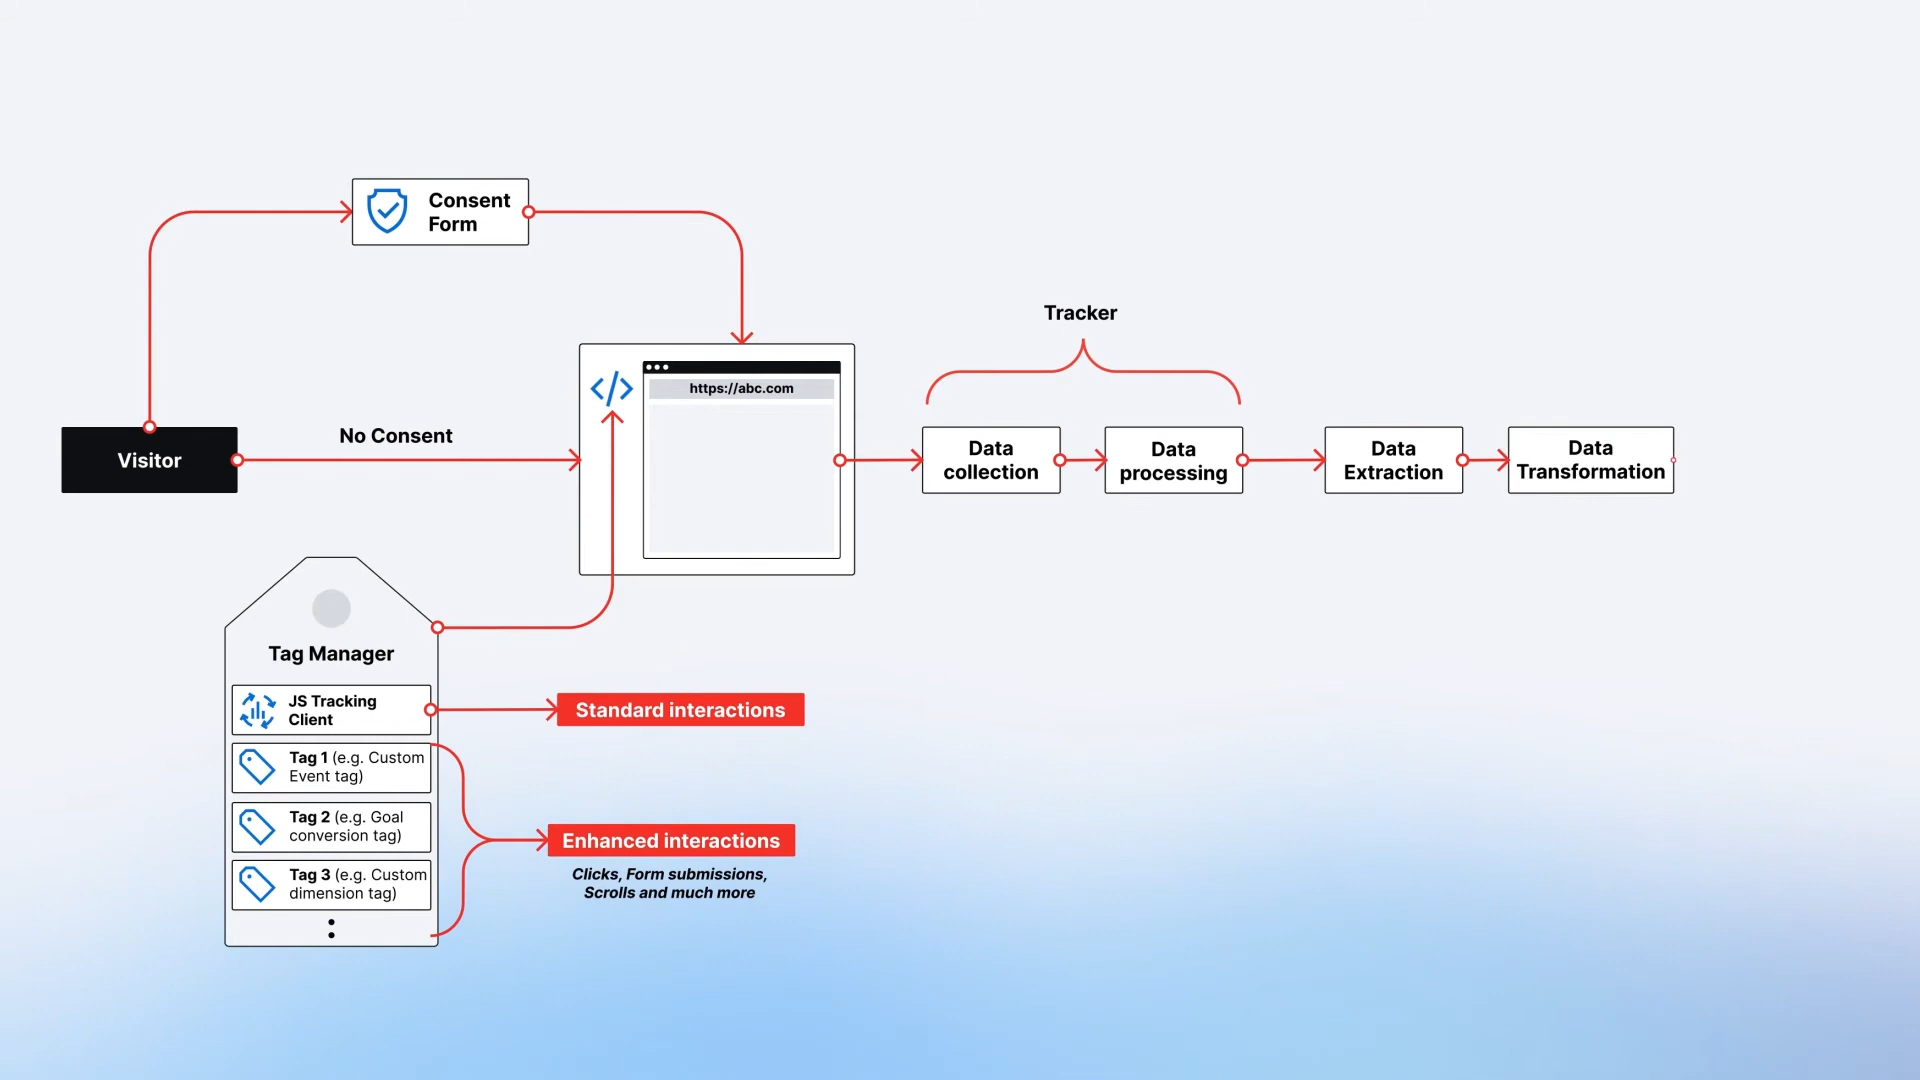 Consent
Form
Tracker
https://abc.com
No Consent
Visitor
Data
collection
Data
processing
Data
Extraction
Data
Transformation
Tag Manager
JS Tracking
Client
Standard interactions
Tag 1 (e.g. Custom
Event tag)
Tag 2 (e.g. Goal
conversion tag)
Enhanced interactions
Clicks, Form submissions,
Scrolls and much more
Tag 3 (e.g. Custom
dimension tag)